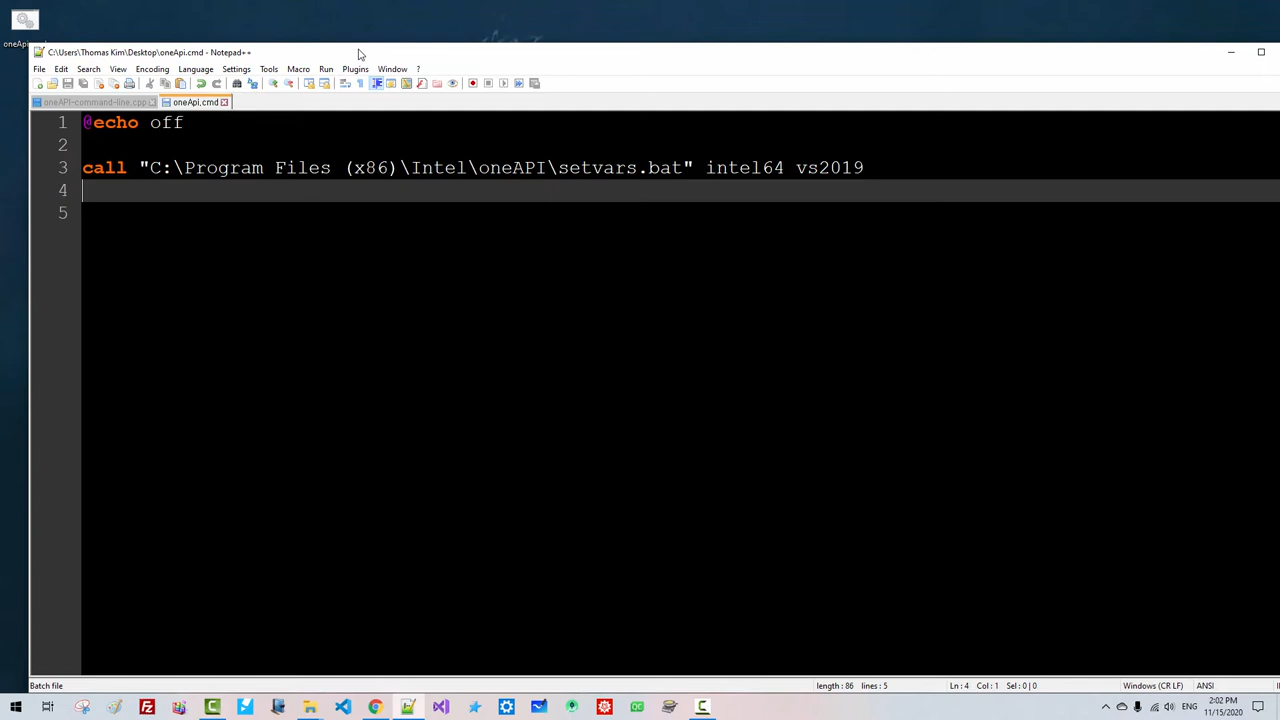 oneApi
C:\Users\Thomas Kim\Desktop\oneApi.cmd - Notepad++
File Edit Search View Encoding Language Settings Tools Macro Run Plugins Window ?
oneAPI-command-line.cpp oneApi.cmd
1 @echo off
2
3 call "C:\Program Files (x86)\Intel\oneAPI\setvars.bat" intel64 vs2019
4
5
Batch file length : 86 lines : 5 Ln : 4 Col : 1 Sel : 0 | 0 Windows (CR LF) ANSI
ENG 2:02 PM
11/15/2020